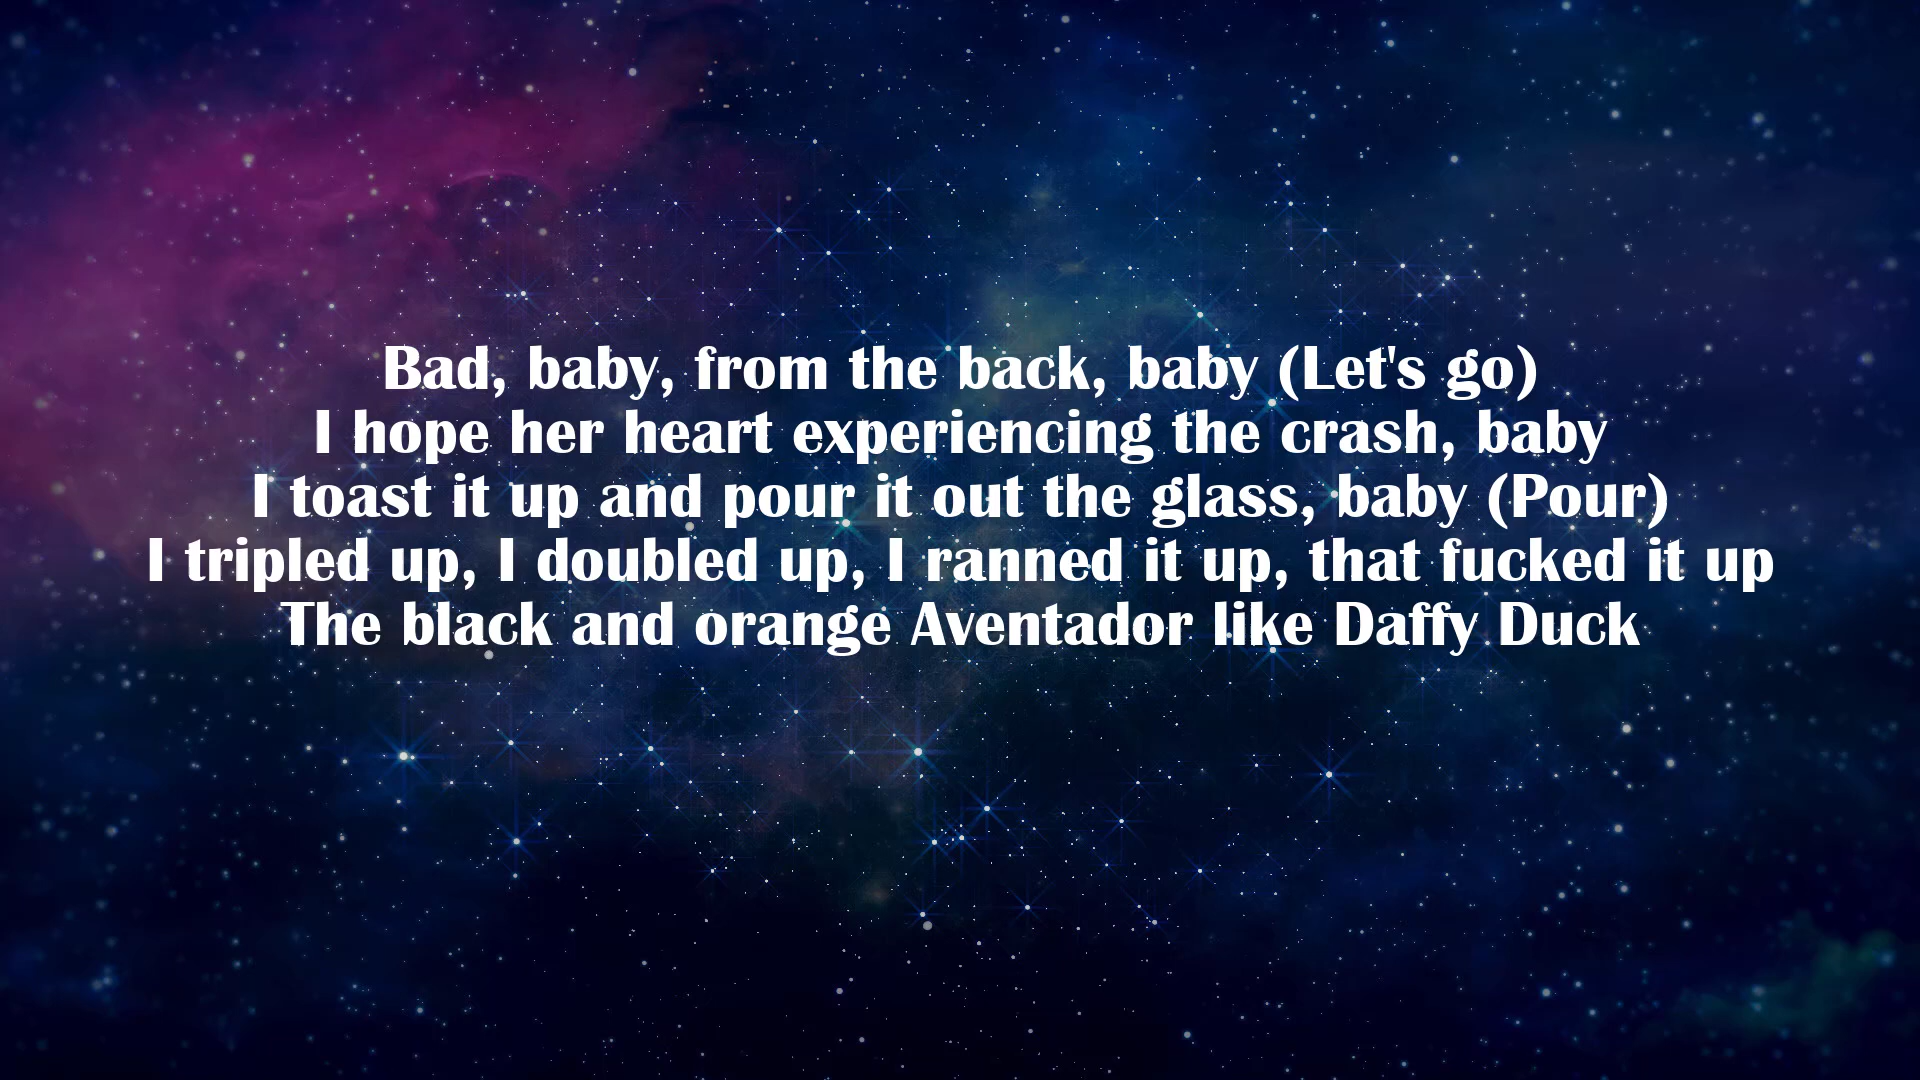 Bad, baby, from the back, baby (Let's go)
I hope her heart experiencing the crash, baby
I toast it up and pour it out the glass, baby (Pour)
I tripled up, I doubled up, I ranned it up, that fucked it up
The black and orange Aventador like Daffy Duck